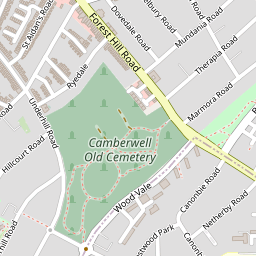 St Aidan's Road
Dovedale Road
Mundania Road
Forest Hill Road
Ryedale
Therapia Road
Marmora Road
Underhill Road
Hillcourt Road
Camberwell
Old Cemetery
Wood Vale
Canonbie Road
Netherby Road